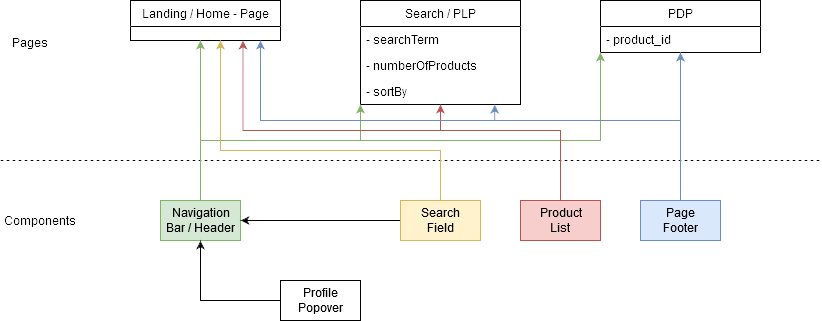 Landing / Home - Page
Search / PLP
PDP
Pages
- searchTerm
- product_id
- numberOfProducts
- sortBy
Components
Navigation
Bar / Header
Search
Field
Product
List
Page
Footer
Profile
Popover